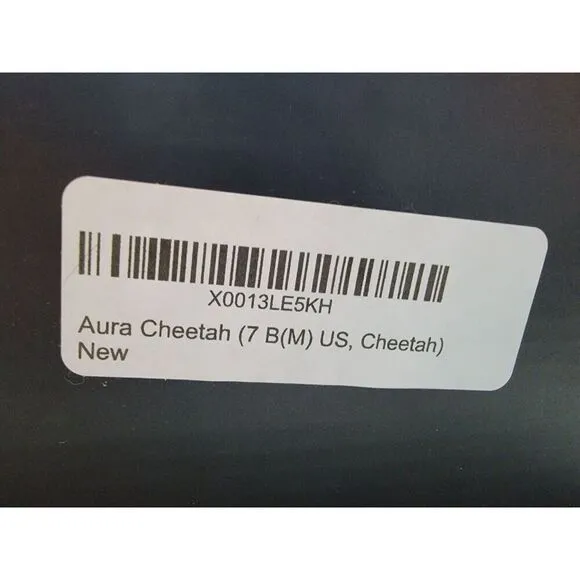 X0013LE5KH
Aura Cheetah (7 B(M) US, Cheetah)
New